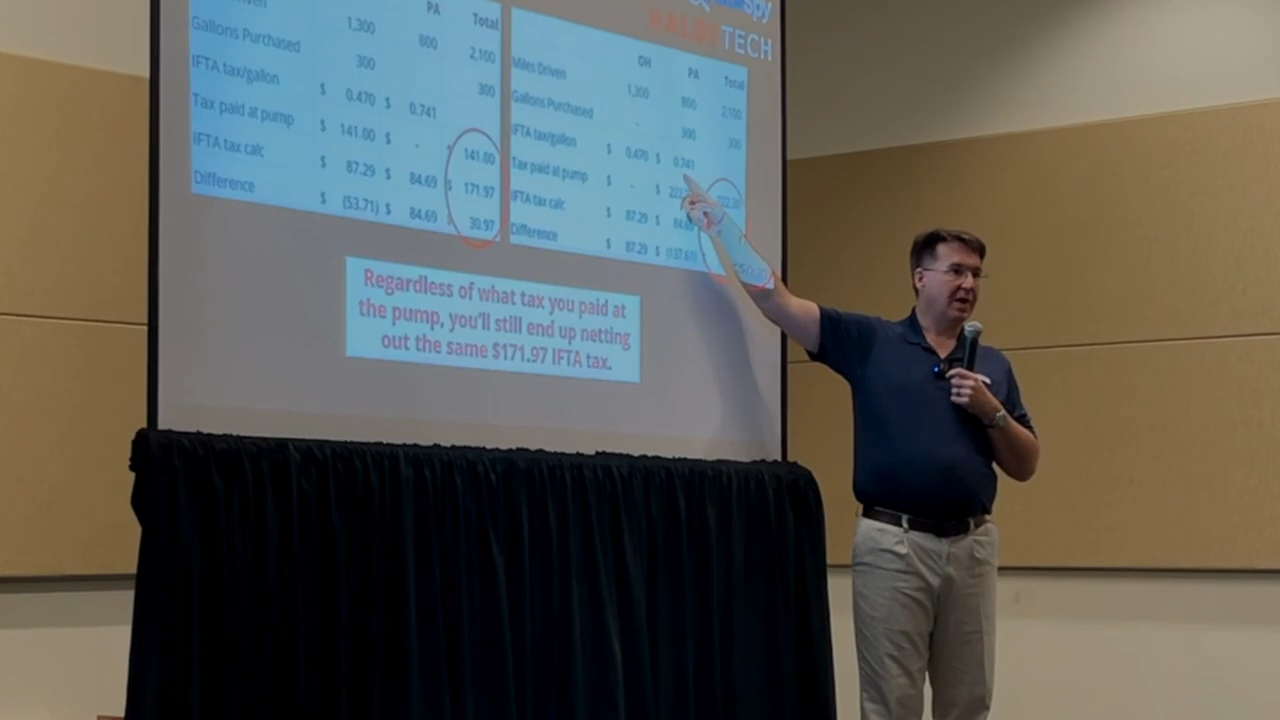 PA Total
1,300 800 2,100
Gallons Purchased 300 300
IFTA tax/gallon $ 0.470 $ 0.741
Tax paid at pump $ 141.00 $ - 141.00
IFTA tax calc $ 87.29 $ 84.69 $ 171.97
Difference $ (53.71) $ 84.69 30.97
OH PA Total
Miles Driven 1,300 800 2,100
Gallons Purchased - 300 300
IFTA tax/gallon $ 0.470 $ 0.741
Tax paid at pump $ - $
IFTA tax calc $ 87.29 $
Difference $ 87.29 $ (137.61)
TECH
Regardless of what tax you paid at
the pump, you'll still end up netting
out the same $171.97 IFTA tax.